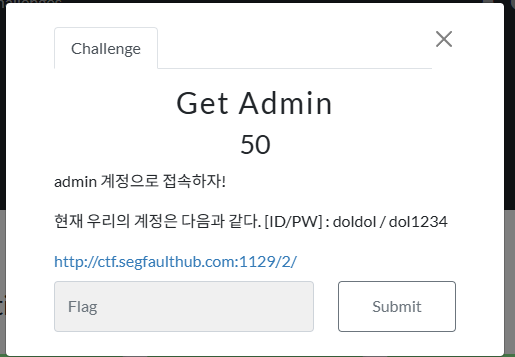 Challenge
Get Admin
50
admin 계정으로 접속하자!
현재 우리의 계정은 다음과 같다. [ID/PW] : doldol / dol1234
http://ctf.segfaulthub.com:1129/2/
Flag
Submit